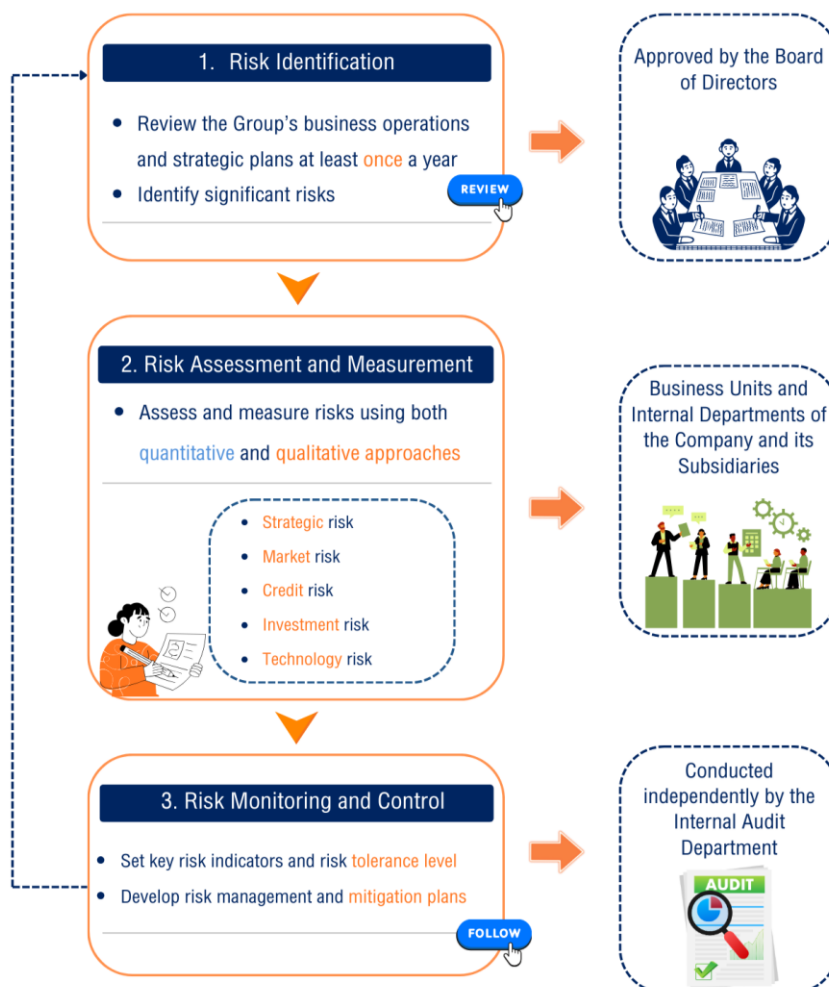 1. Risk Identification
• Review the Group's business operations
and strategic plans at least once a year
• Identify significant risks
REVIEW
Approved by the Board
of Directors
2. Risk Assessment and Measurement
• Assess and measure risks using both
quantitative and qualitative approaches
• Strategic risk
• Market risk
• Credit risk
• Investment risk
• Technology risk
Business Units and
Internal Departments of
the Company and its
Subsidiaries
3. Risk Monitoring and Control
• Set key risk indicators and risk tolerance level
• Develop risk management and mitigation plans
FOLLOW
Conducted
independently by the
Internal Audit
Department
AUDIT